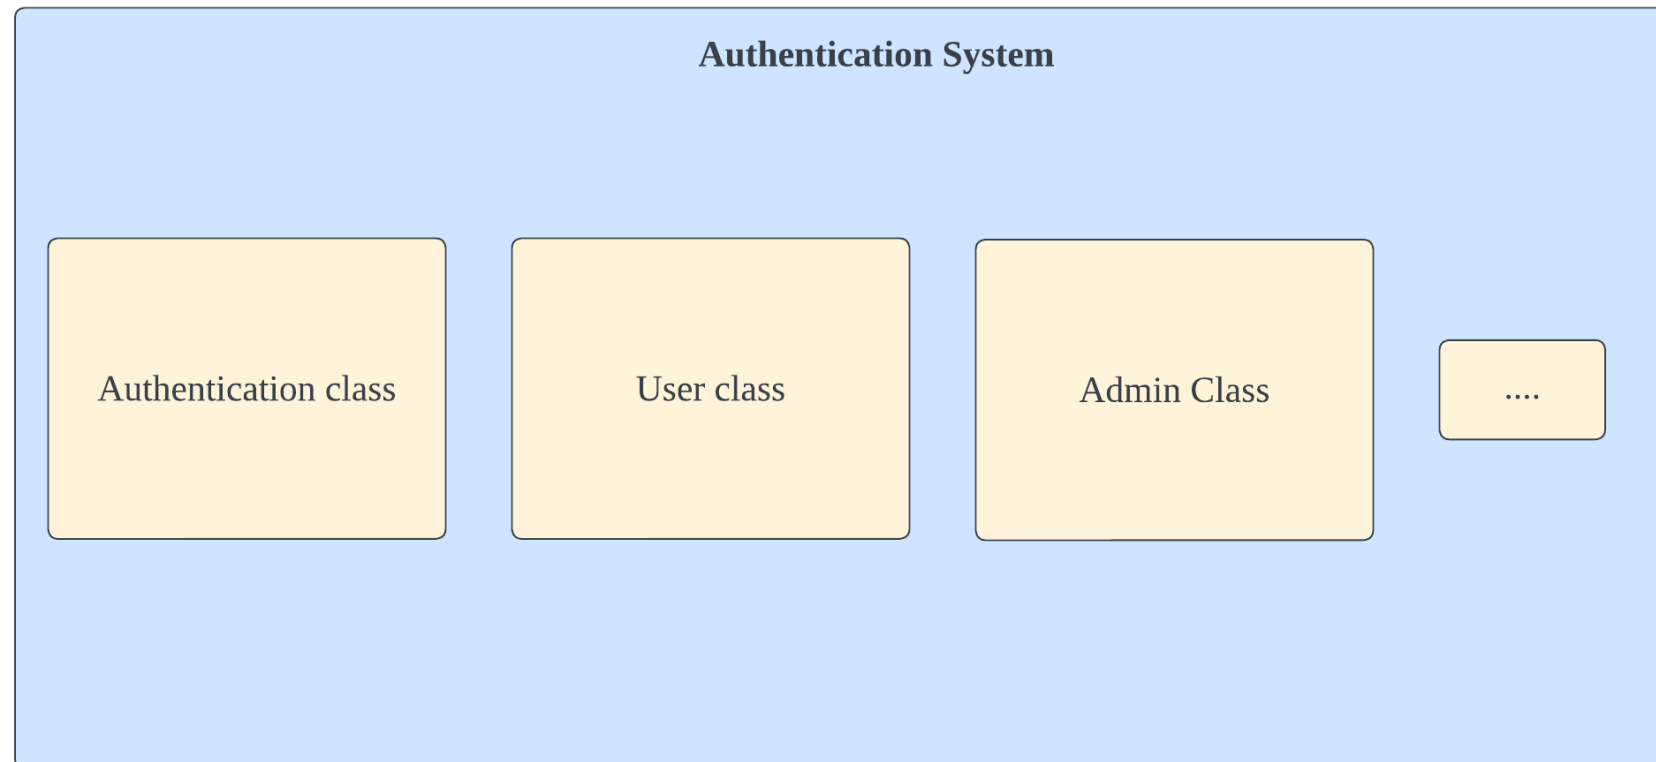 Authentication System
Authentication class
User class
Admin Class
....